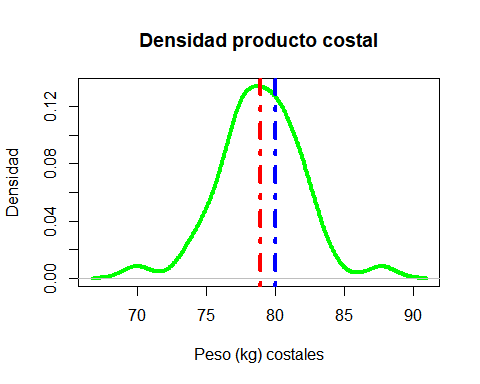 Densidad producto costal
Densidad
0.12
0.08
0.04
0.00
70 75 80 85 90
Peso (kg) costales